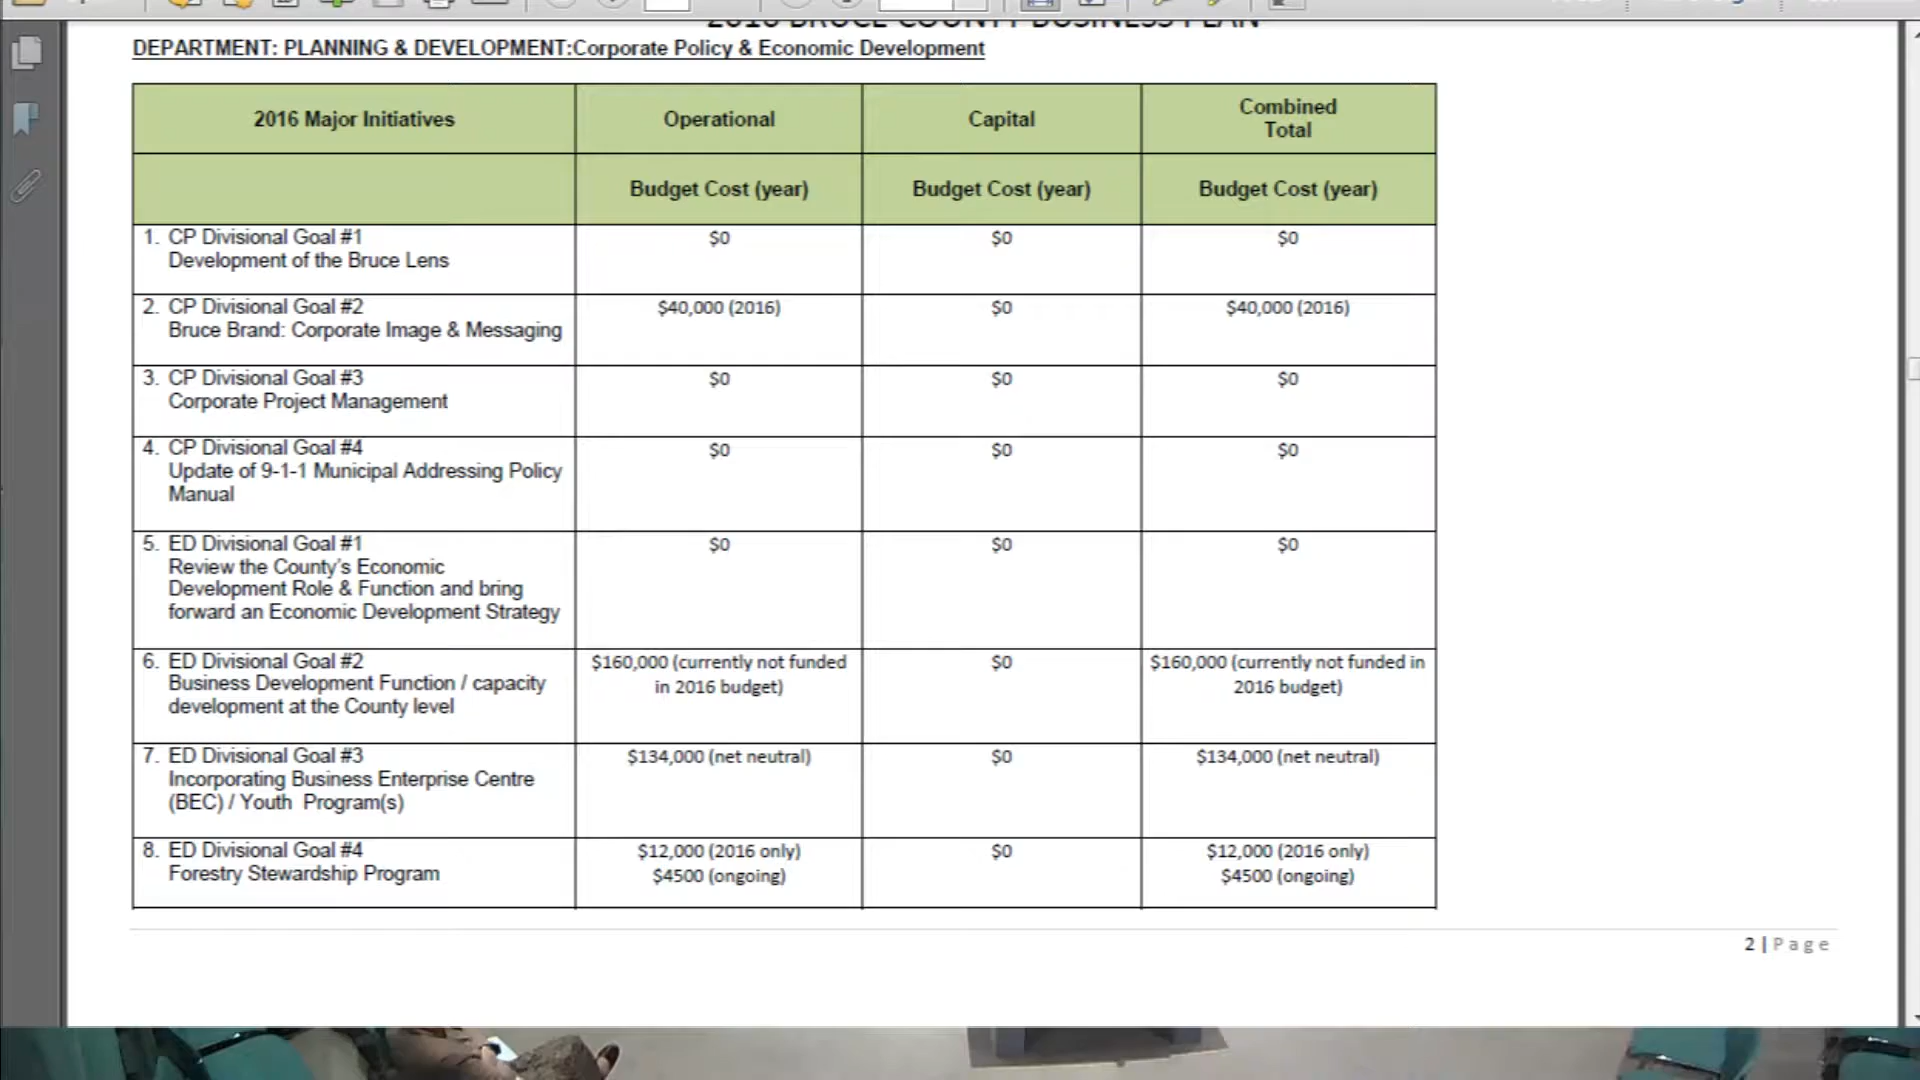 2016 BRUCE COUNTY BUSINESS PLAN
DEPARTMENT: PLANNING & DEVELOPMENT:Corporate Policy & Economic Development
2016 Major Initiatives
Operational
Capital
Combined
Total
Budget Cost (year)
Budget Cost (year)
Budget Cost (year)
1. CP Divisional Goal #1
Development of the Bruce Lens
$0
$0
$0
2. CP Divisional Goal #2
Bruce Brand: Corporate Image & Messaging
$40,000 (2016)
$0
$40,000 (2016)
3. CP Divisional Goal #3
Corporate Project Management
$0
$0
$0
4. CP Divisional Goal #4
Update of 9-1-1 Municipal Addressing Policy
Manual
$0
$0
$0
5. ED Divisional Goal #1
Review the County's Economic
Development Role & Function and bring
forward an Economic Development Strategy
$0
$0
$0
6. ED Divisional Goal #2
Business Development Function / capacity
development at the County level
$160,000 (currently not funded
in 2016 budget)
$0
$160,000 (currently not funded in
2016 budget)
7. ED Divisional Goal #3
Incorporating Business Enterprise Centre
(BEC) / Youth Program(s)
$134,000 (net neutral)
$0
$134,000 (net neutral)
8. ED Divisional Goal #4
Forestry Stewardship Program
$12,000 (2016 only)
$4500 (ongoing)
$0
$12,000 (2016 only)
$4500 (ongoing)
2 | Page